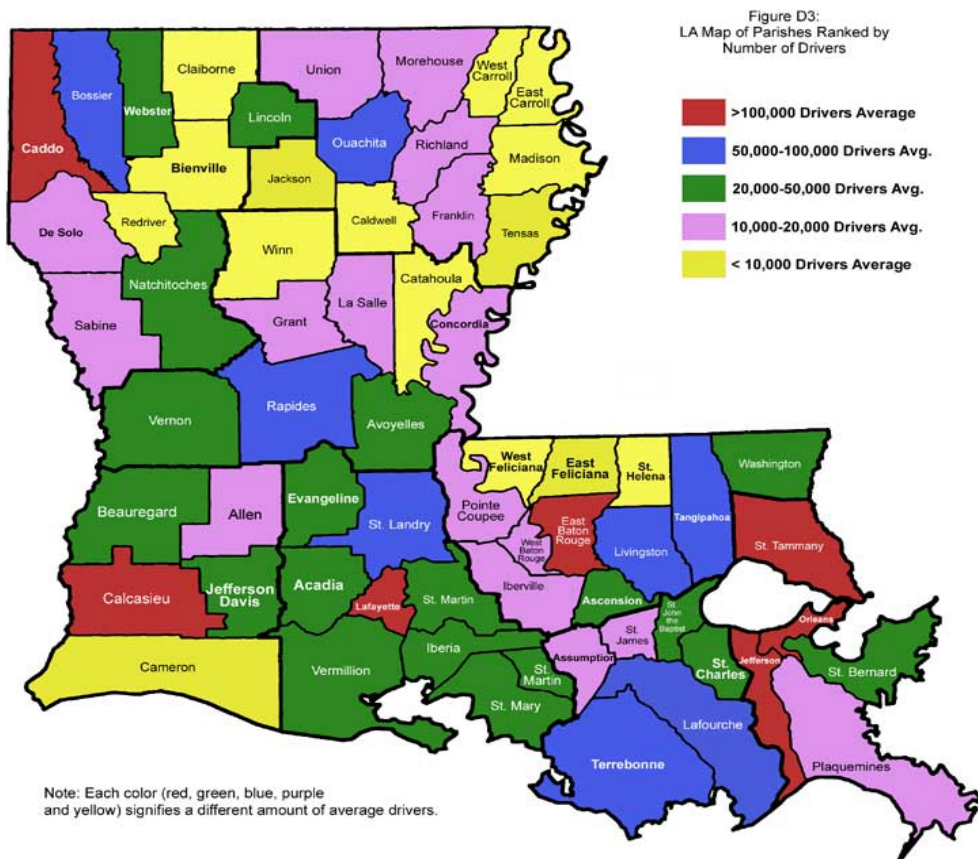 Figure D3:
LA Map of Parishes Ranked by
Number of Drivers
>100,000 Drivers Average
50,000-100,000 Drivers Avg.
20,000-50,000 Drivers Avg.
10,000-20,000 Drivers Avg.
< 10,000 Drivers Average
Caddo
Bossier
Webster
Claiborne
Lincoln
Union
Morehouse
West
Carroll
East
Carroll
Ouachita
Richland
Madison
Bienville
Jackson
Franklin
Tensas
Caldwell
De Solo
Redriver
Winn
Natchitoches
Catahoula
La Salle
Grant
Sabine
Concordia
Vernon
Rapides
Avoyelles
Beauregard
Allen
Evangeline
St. Landry
Pointe
Coupee
West
Feliciana
East
Feliciana
St.
Helena
Tangipahoa
Washington
West Baton
Rouge
East
Baton
Rouge
Livingston
St. Tammany
Calcasieu
Jefferson
Davis
Acadia
Lafayette
St. Martin
Iberville
Ascension
St
John
the
Baptist
Orleans
Cameron
Vermillion
Iberia
St.
Martin
St. Mary
Assumption
St.
James
St.
Charles
Jefferson
St. Bernard
Terrebonne
Lafourche
Plaquemines
Note: Each color (red, green, blue, purple
and yellow) signifies a different amount of average drivers.